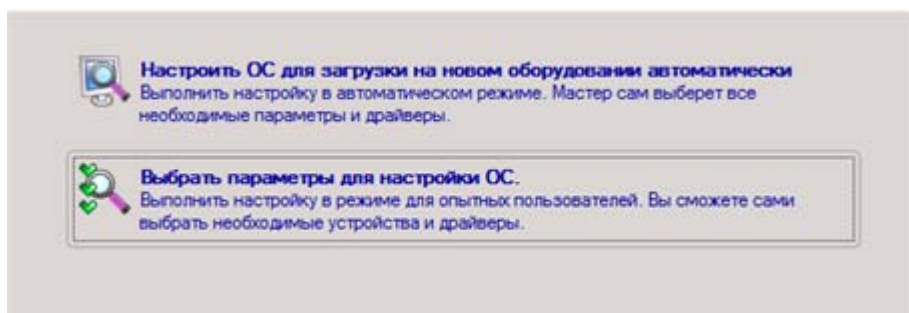 Настроить ОС для загрузки на новом оборудовании автоматически
Выполнить настройку в автоматическом режиме. Мастер сам выберет все
необходимые параметры и драйверы.
Выбрать параметры для настройки ОС.
Выполнить настройку в режиме для опытных пользователей. Вы сможете сами
выбрать необходимые устройства и драйверы.